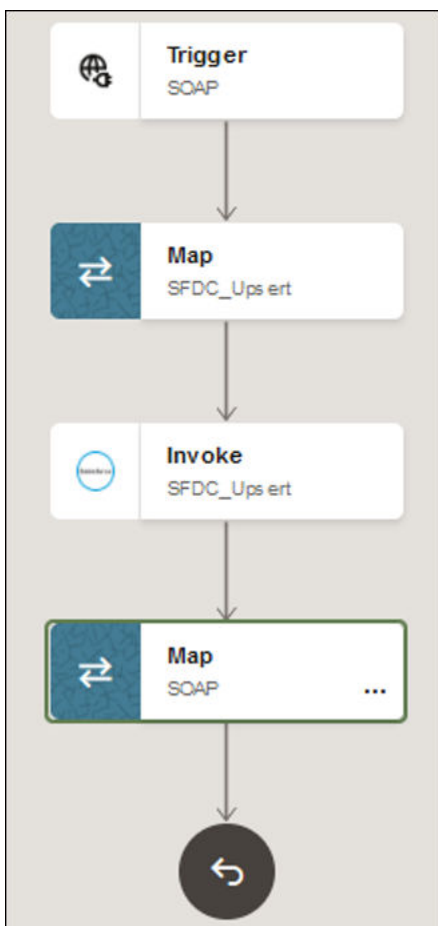 Trigger
SOAP
Map
SFDC_Upsert
Invoke
SFDC_Upsert
Map
SOAP
...